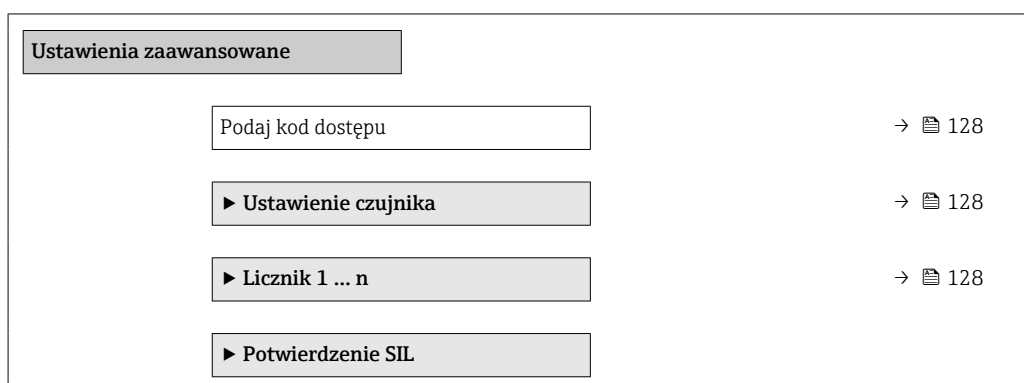 Ustawienia zaawansowane
Podaj kod dostępu → 128
▶ Ustawienie czujnika → 128
▶ Licznik 1 … n → 128
▶ Potwierdzenie SIL